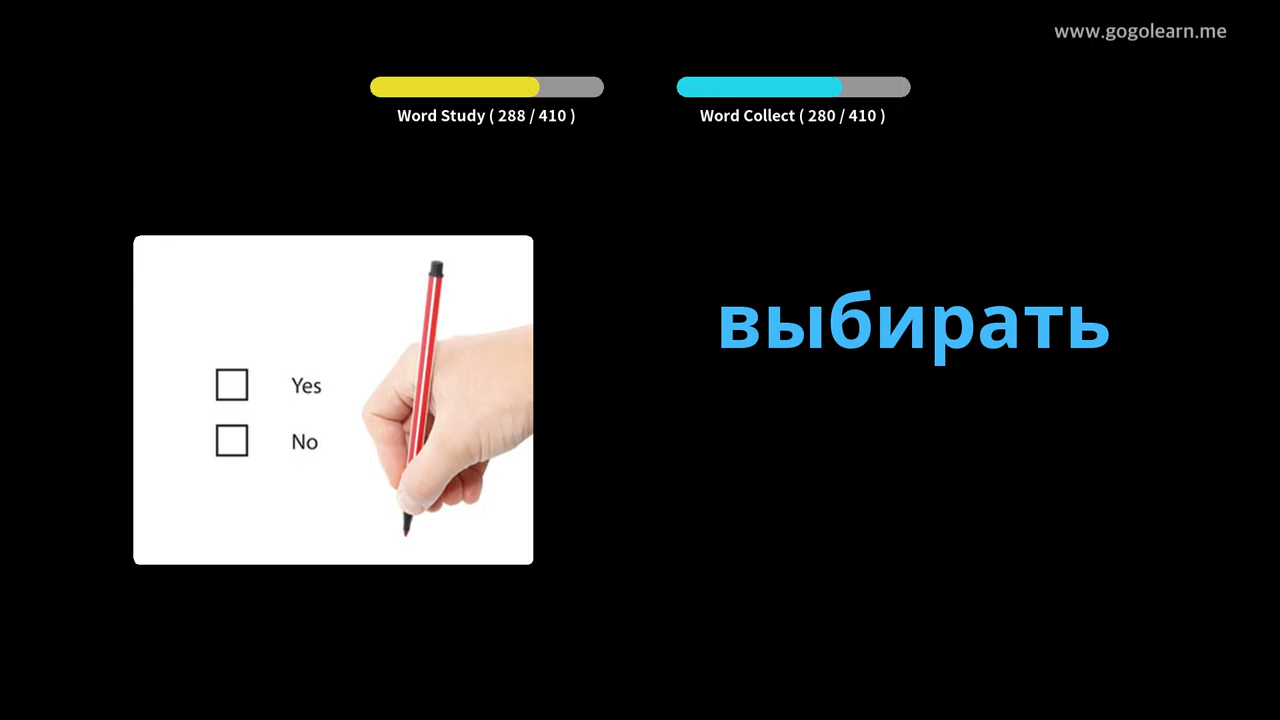 www.gogolearn.me
Word Study ( 288 / 410 )
Word Collect ( 280 / 410 )
выбирать
Yes
No